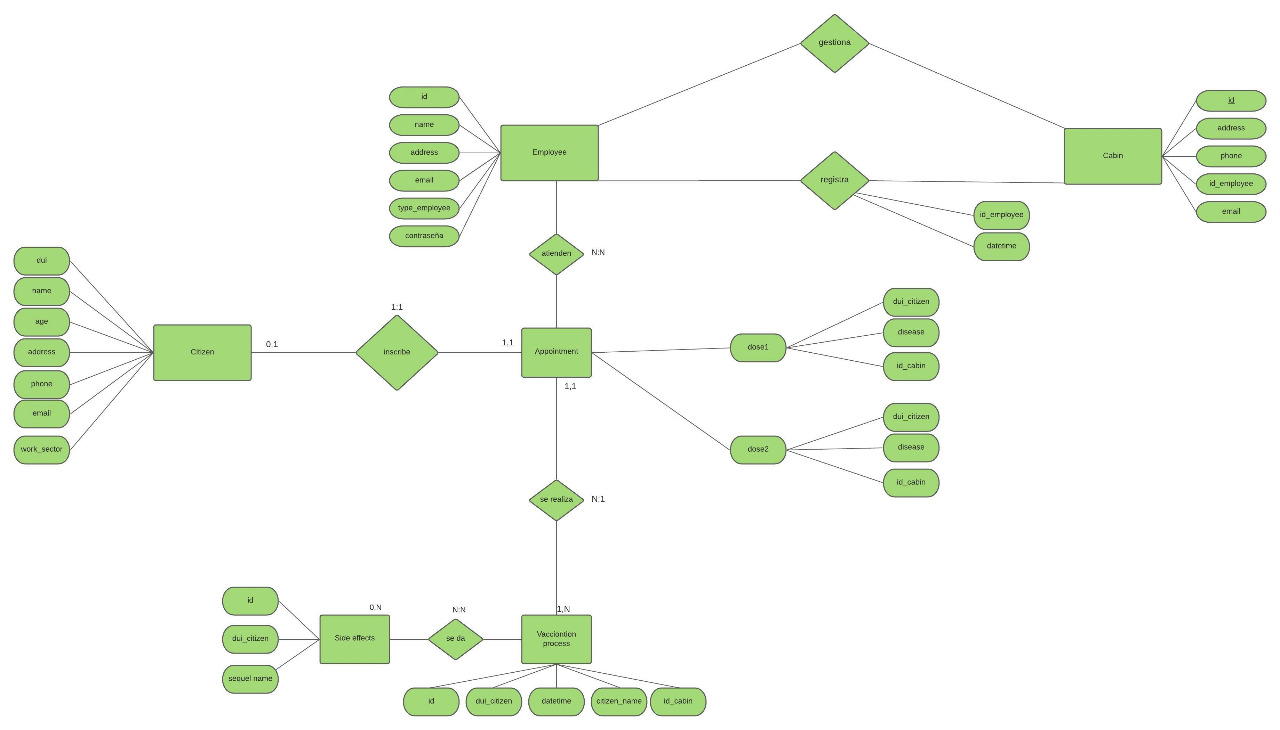 gestiona
id
name
address
email
type_employee
contraseña
Employee
Cabin
id
address
phone
id_employee
email
registra
id_employee
datetime
atienden
N:N
dui
name
age
address
phone
email
work_sector
Citizen
0,1
1:1
inscribe
1,1
Appointment
1,1
dose1
dui_citizen
disease
id_cabin
dose2
dui_citizen
disease
id_cabin
se realiza
N:1
id
dui_citizen
sequel name
0,N
Side effects
N:N
se da
1,N
Vacciontion
process
id
dui_citizen
datetime
citizen_name
id_cabin